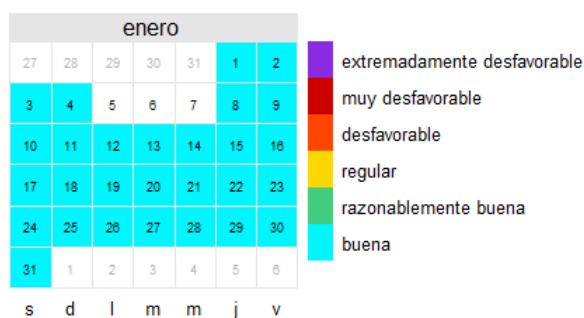 enero
27 28 29 30 31 1 2
3 4 5 6 7 8 9
10 11 12 13 14 15 16
17 18 19 20 21 22 23
24 25 26 27 28 29 30
31 1 2 3 4 5 6
s d l m m j v
extremadamente desfavorable
muy desfavorable
desfavorable
regular
razonablemente buena
buena